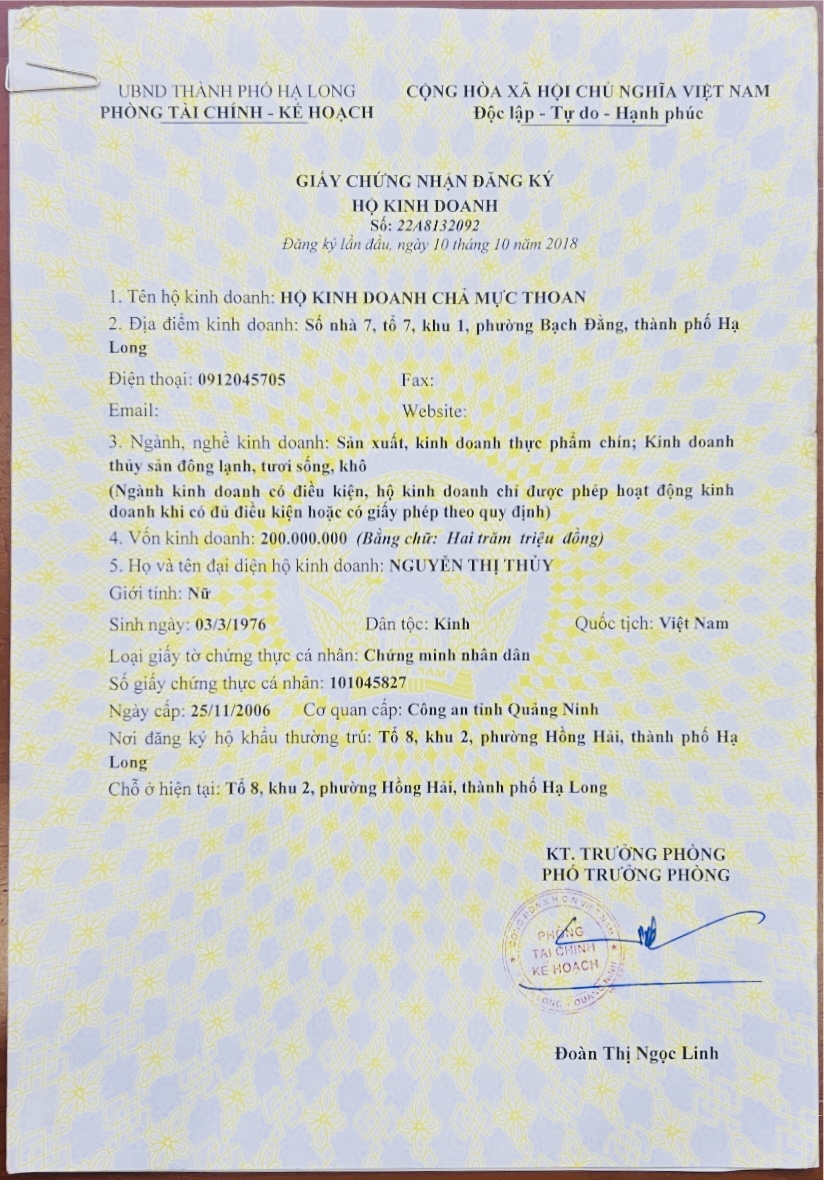 UBND THÀNH PHỐ HẠ LONG
PHÒNG TÀI CHÍNH - KẾ HOẠCH
CỘNG HÒA XÃ HỘI CHỦ NGHĨA VIỆT NAM
Độc lập - Tự do - Hạnh phúc
GIẤY CHỨNG NHẬN ĐĂNG KÝ
HỘ KINH DOANH
Số: 22A8132092
Đăng ký lần đầu, ngày 10 tháng 10 năm 2018
1. Tên hộ kinh doanh: HỘ KINH DOANH CHẢ MỰC THOAN
2. Địa điểm kinh doanh: Số nhà 7, tổ 7, khu 1, phường Bạch Đằng, thành phố Hạ
Long
Điện thoại: 0912045705 Fax:
Email: Website:
3. Ngành, nghề kinh doanh: Sản xuất, kinh doanh thực phẩm chín; Kinh doanh
thủy sản đông lạnh, tươi sống, khô
(Ngành kinh doanh có điều kiện, hộ kinh doanh chỉ được phép hoạt động kinh
doanh khi có đủ điều kiện hoặc có giấy phép theo quy định)
4. Vốn kinh doanh: 200.000.000 (Bằng chữ: Hai trăm triệu đồng)
5. Họ và tên đại diện hộ kinh doanh: NGUYỄN THỊ THỦY
Giới tính: Nữ
Sinh ngày: 03/3/1976 Dân tộc: Kinh Quốc tịch: Việt Nam
Loại giấy tờ chứng thực cá nhân: Chứng minh nhân dân
Số giấy chứng thực cá nhân: 101045827
Ngày cấp: 25/11/2006 Cơ quan cấp: Công an tỉnh Quảng Ninh
Nơi đăng ký hộ khẩu thường trú: Tổ 8, khu 2, phường Hồng Hải, thành phố Hạ
Long
Chỗ ở hiện tại: Tổ 8, khu 2, phường Hồng Hải, thành phố Hạ Long
KT. TRƯỞNG PHÒNG
PHÓ TRƯỞNG PHÒNG
PHÒNG
TÀI CHÍNH
KẾ HOẠCH
Đoàn Thị Ngọc Linh